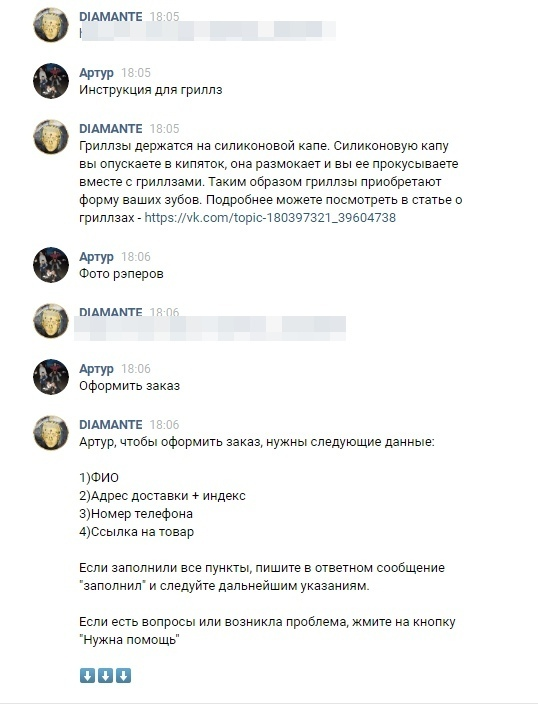 DIAMANTE 18:05
Артур 18:05
Инструкция для гриллз
DIAMANTE 18:05
Гриллзы держатся на силиконовой капе. Силиконовую капу
вы опускаете в кипяток, она размокает и вы ее прокусываете
вместе с гриллзами. Таким образом гриллзы приобретают
форму ваших зубов. Подробнее можете посмотреть в статье о
гриллзах - https://vk.com/topic-180397321_39604738
Артур 18:06
Фото рэперов
DIAMANTE 18:06
Артур 18:06
Оформить заказ
DIAMANTE 18:06
Артур, чтобы оформить заказ, нужны следующие данные:
1)ФИО
2)Адрес доставки + индекс
3)Номер телефона
4)Ссылка на товар
Если заполнили все пункты, пишите в ответном сообщение
"заполнил" и следуйте дальнейшим указаниям.
Если есть вопросы или возникла проблема, жмите на кнопку
"Нужна помощь"